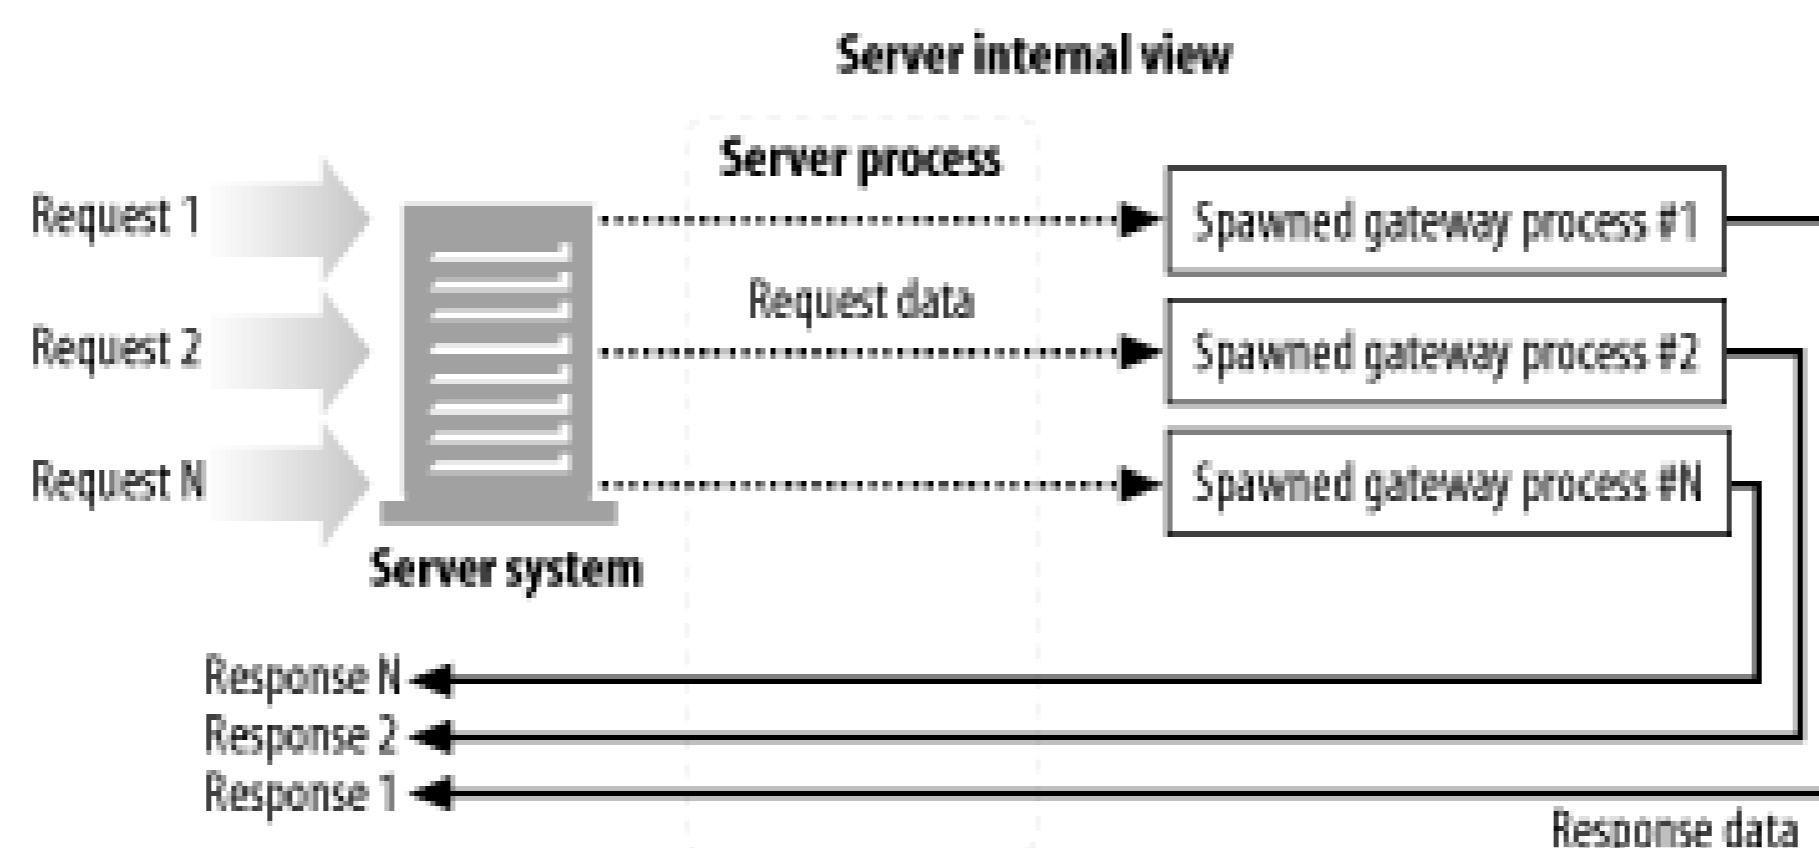 Server internal view
Server process
Request 1
Spawned gateway process #1
Request data
Request 2
Spawned gateway process #2
Request N
Spawned gateway process #N
Server system
Response N
Response 2
Response 1
Response data